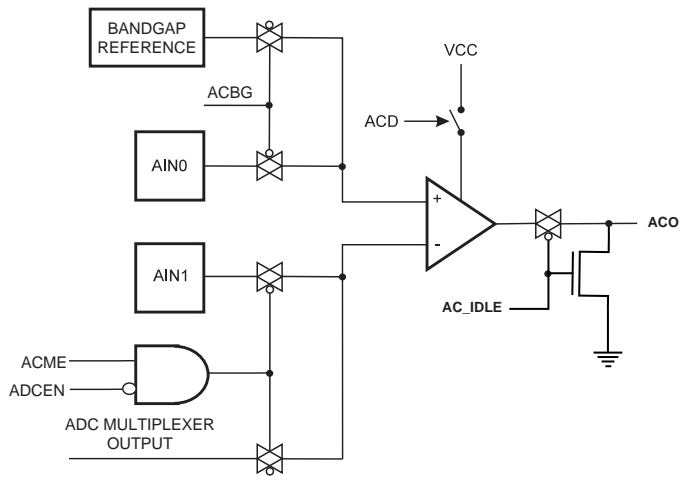 BANDGAP
REFERENCE
VCC
ACBG
ACD
AIN0
+
-
ACO
AIN1
AC_IDLE
ACME
ADCEN
ADC MULTIPLEXER
OUTPUT